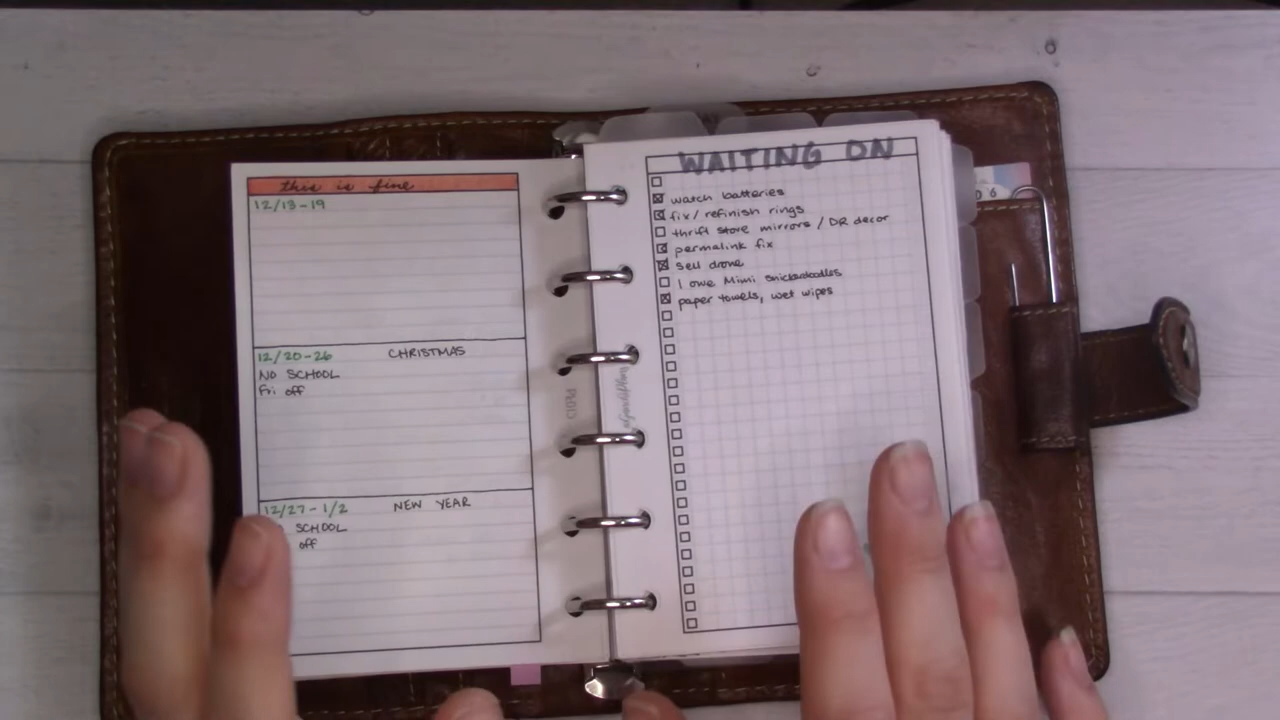 this is fine
12/13-19
12/20-26 CHRISTMAS
NO SCHOOL
Fri off
12/27-1/2 NEW YEAR
SCHOOL
off
WAITING ON
watch batteries
fix/refinish rings
thrift store mirrors / DR decor
permalink fix
sell drone
I owe Mimi snickerdoodles
paper towels, wet wipes